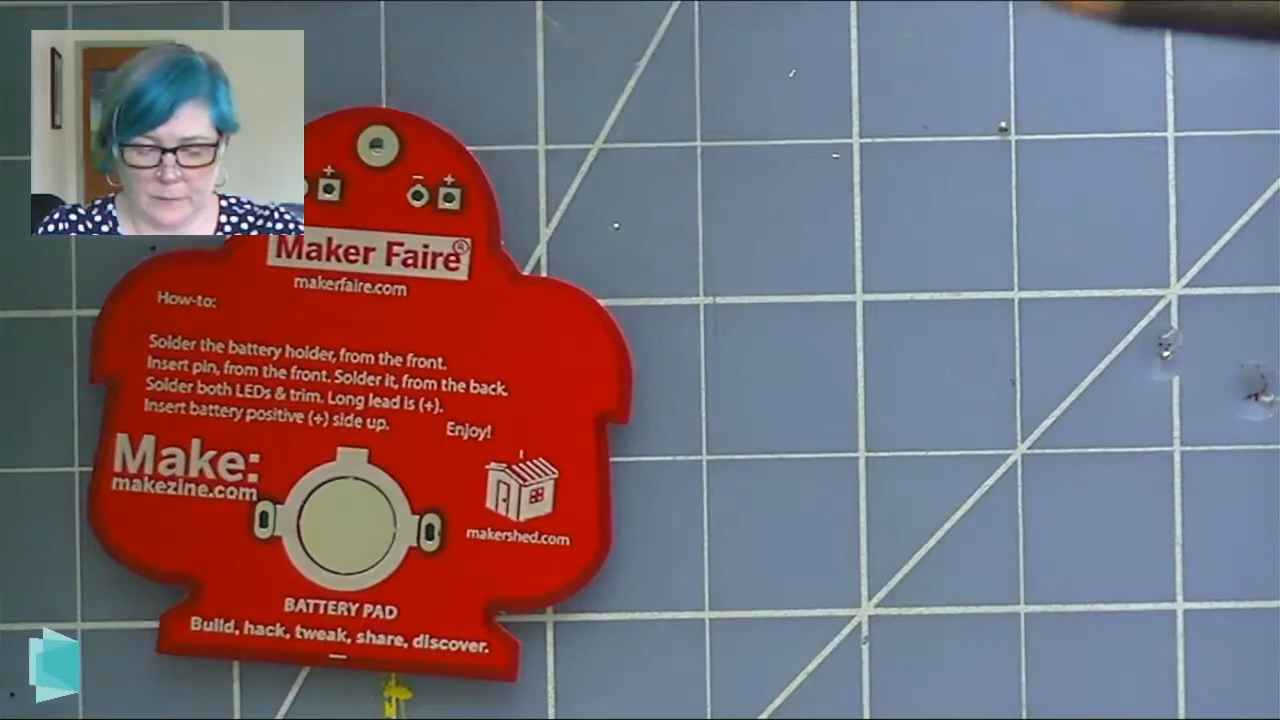 Maker Faire®
makerfaire.com
How-to:
Solder the battery holder, from the front.
Insert pin, from the front. Solder it, from the back.
Solder both LEDs & trim. Long lead is (+).
Insert battery positive (+) side up.
Enjoy!
Make:
makezine.com
makershed.com
BATTERY PAD
Build, hack, tweak, share, discover.